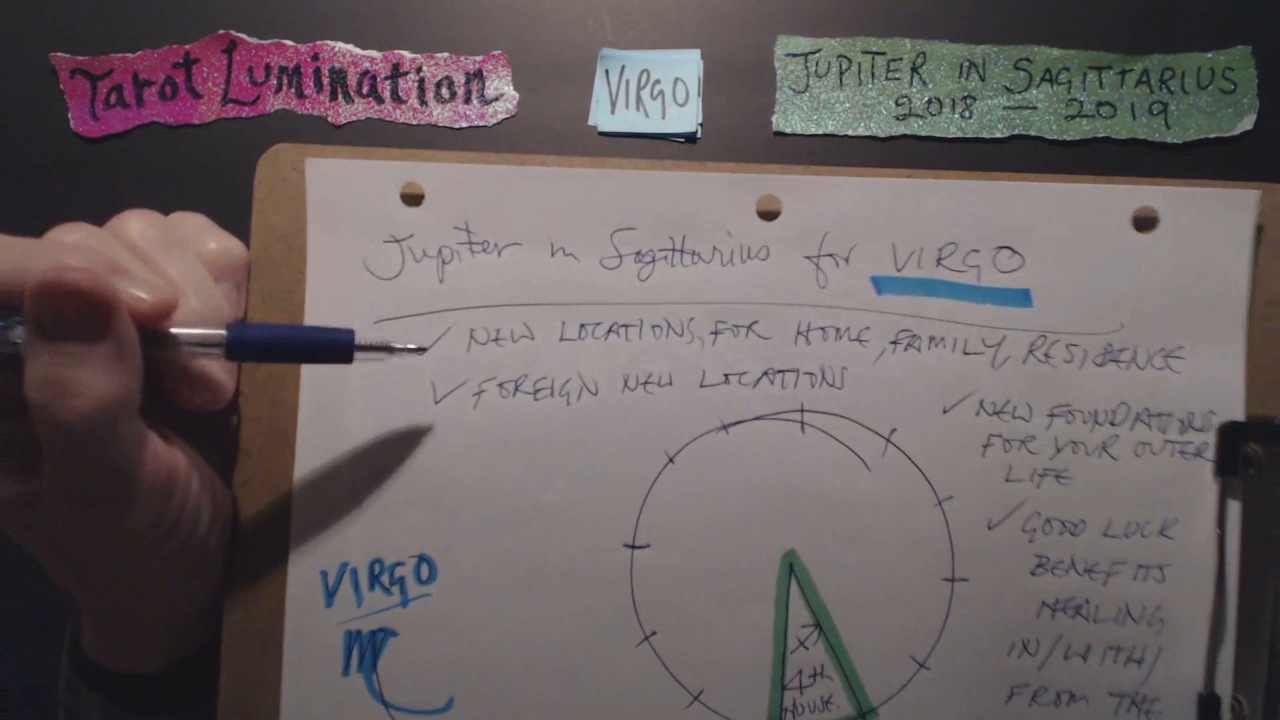 Tarot Lumination
VIRGO
JUPITER IN SAGITTARIUS
2018 — 2019
Jupiter in Sagittarius for VIRGO
✓ NEW LOCATIONS, FOR HOME, FAMILY, RESIDENCE
✓ FOREIGN NEW LOCATIONS
✓ NEW FOUNDATIONS
FOR YOUR OUTER
LIFE
✓ GOOD LUCK
BENEFITS
HEALING
IN/WITH/
FROM THE
VIRGO
♍
4th
HOUSE